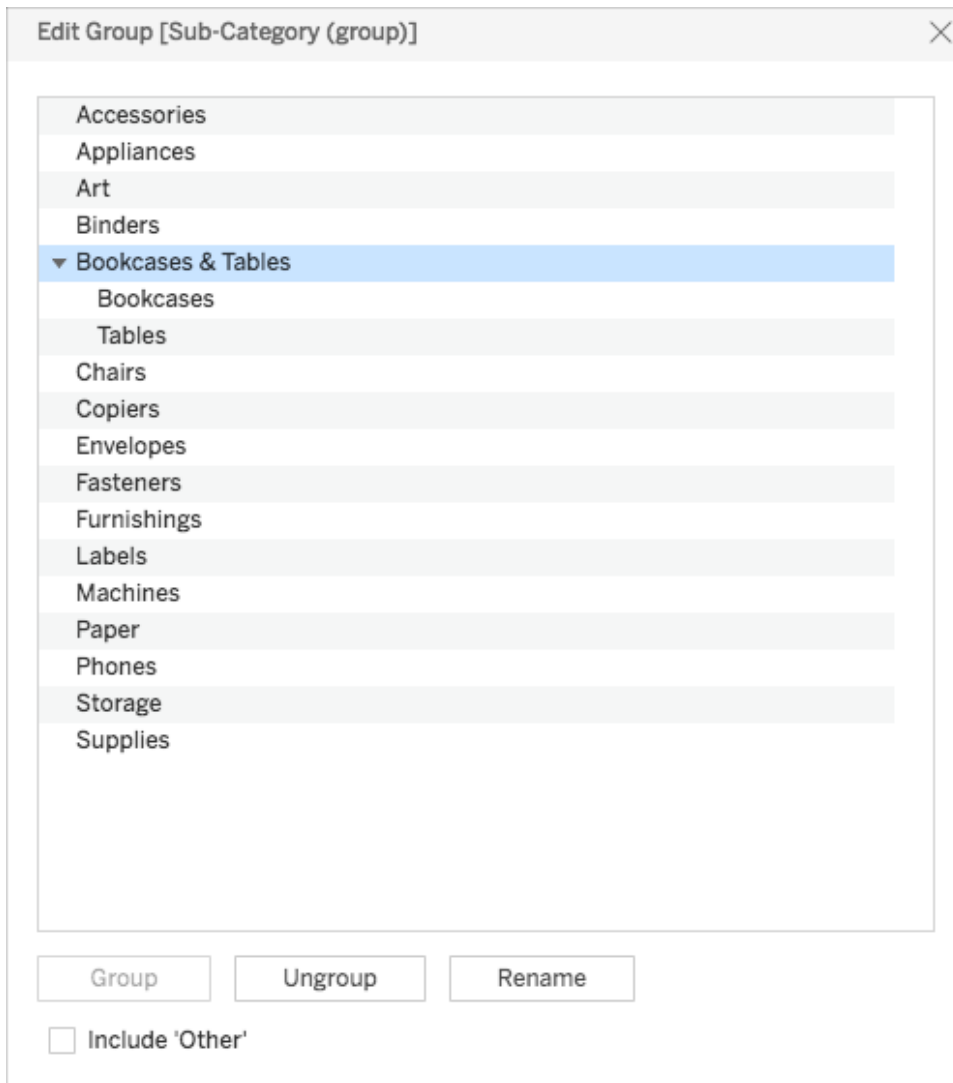 Edit Group [Sub-Category (group)]
Accessories
Appliances
Art
Binders
Bookcases & Tables
Bookcases
Tables
Chairs
Copiers
Envelopes
Fasteners
Furnishings
Labels
Machines
Paper
Phones
Storage
Supplies
Group Ungroup Rename
Include 'Other'